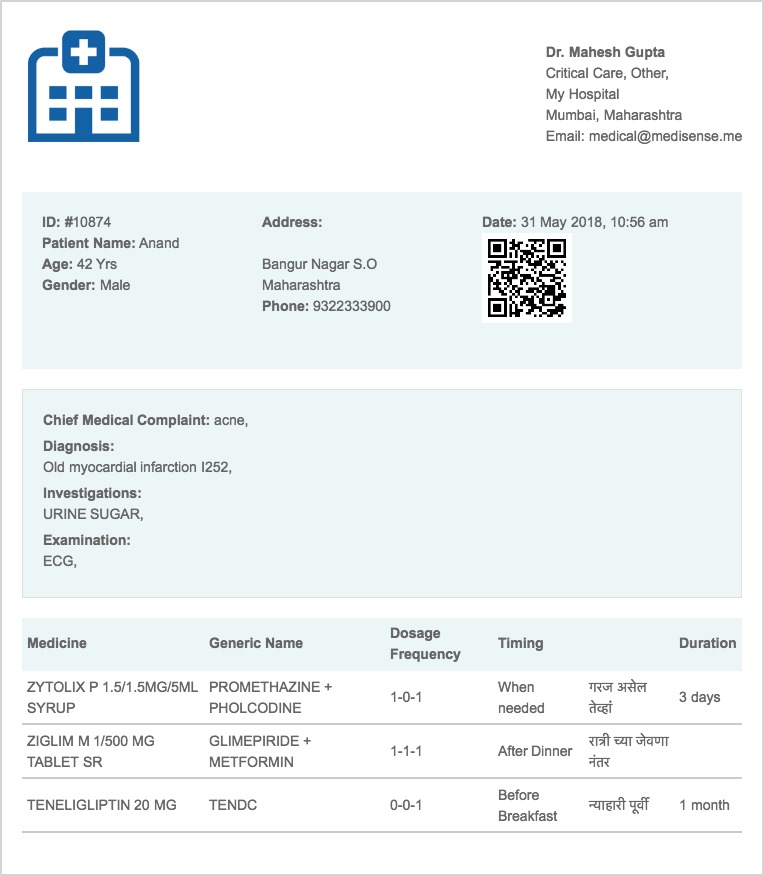 Dr. Mahesh Gupta
Critical Care, Other,
My Hospital
Mumbai, Maharashtra
Email: medical@medisense.me
ID: #10874
Patient Name: Anand
Age: 42 Yrs
Gender: Male
Address:
Bangur Nagar S.O
Maharashtra
Phone: 9322333900
Date: 31 May 2018, 10:56 am
Chief Medical Complaint: acne,
Diagnosis:
Old myocardial infarction I252,
Investigations:
URINE SUGAR,
Examination:
ECG,
Medicine Generic Name Dosage Frequency Timing Duration
ZYTOLIX P 1.5/1.5MG/5ML PROMETHAZINE + 1-0-1 When गरज असेल 3 days
SYRUP PHOLCODINE needed तेव्हां
ZIGLIM M 1/500 MG GLIMEPIRIDE + 1-1-1 After Dinner रात्री च्या जेवणा
TABLET SR METFORMIN नंतर
TENELIGLIPTIN 20 MG TENDC 0-0-1 Before न्याहारी पूर्वी 1 month
Breakfast